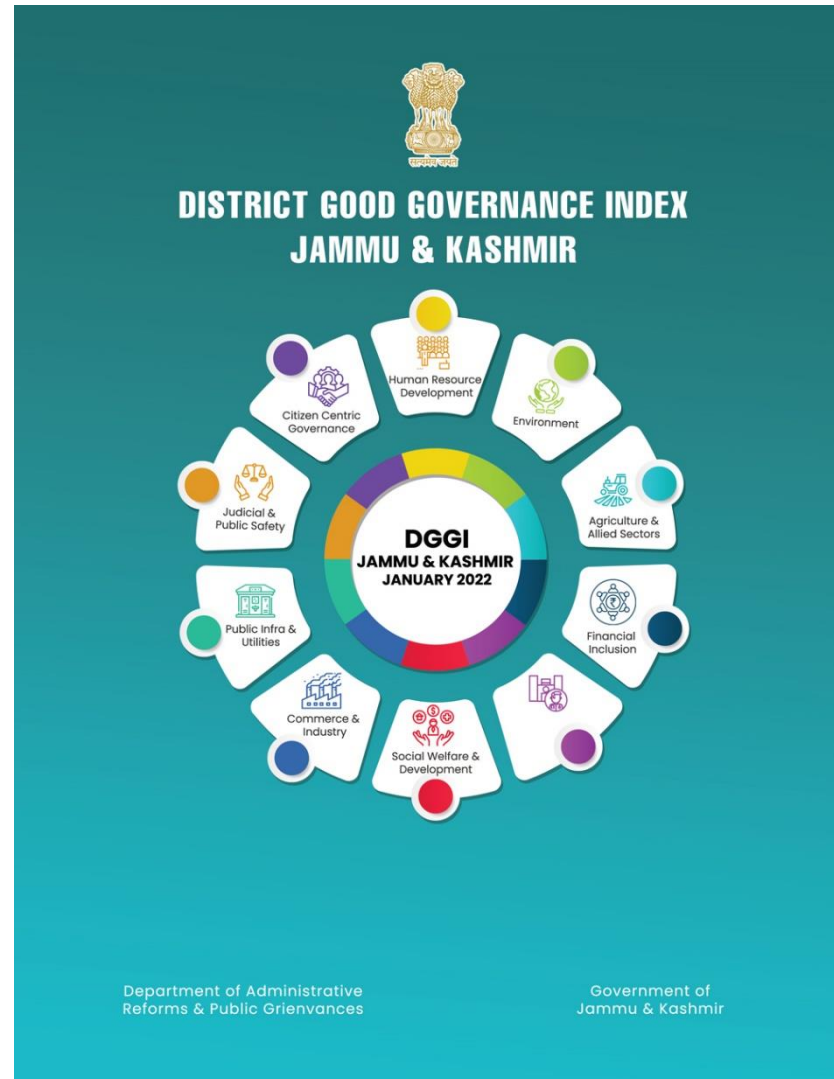 सत्यमेव जयते
DISTRICT GOOD GOVERNANCE INDEX
JAMMU & KASHMIR
Human Resource
Development
Environment
Agriculture &
Allied Sectors
Financial
Inclusion
Social Welfare &
Development
Commerce &
Industry
Public Infra &
Utilities
Judicial &
Public Safety
Citizen Centric
Governance
DGGI
JAMMU & KASHMIR
JANUARY 2022
Department of Administrative
Reforms & Public Grienvances
Government of
Jammu & Kashmir